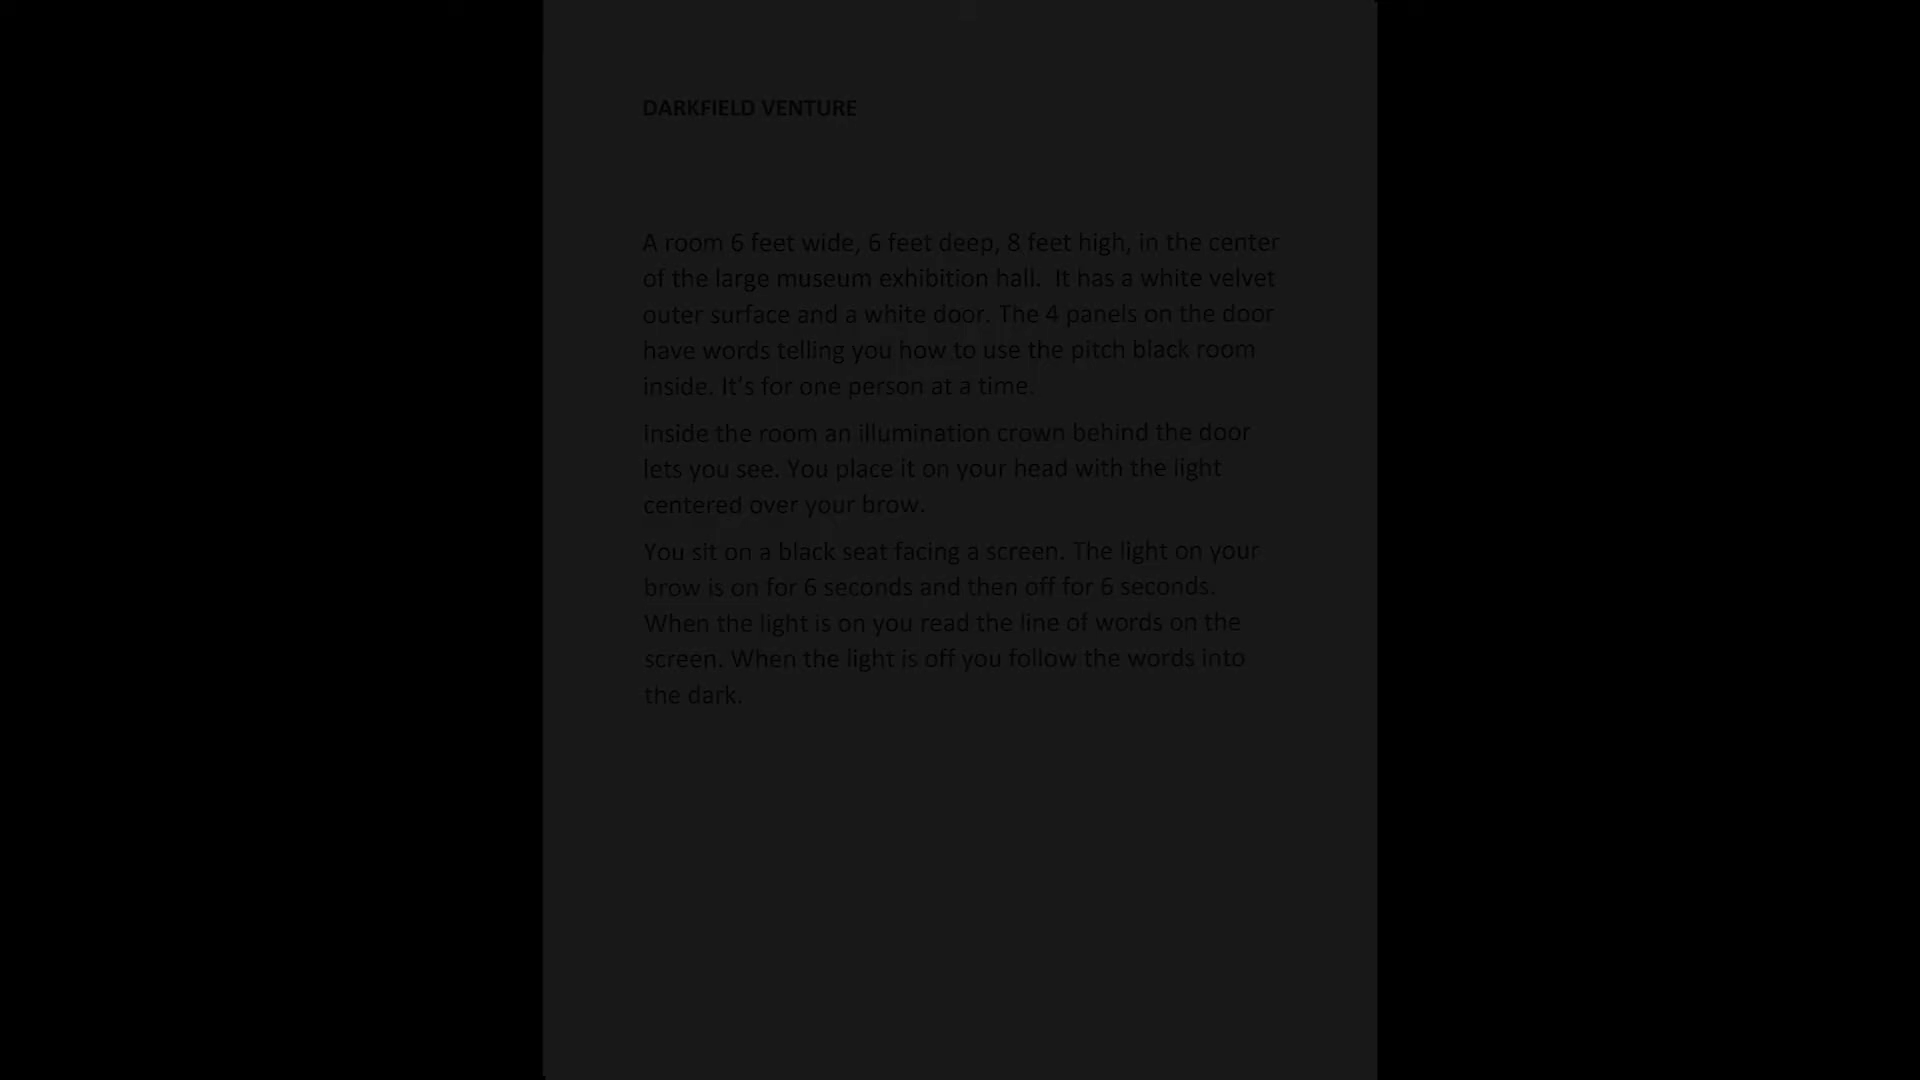 DARKFIELD VENTURE
A room 6 feet wide, 6 feet deep, 8 feet high, in the center
of the large museum exhibition hall.  It has a white velvet
outer surface and a white door. The 4 panels on the door
have words telling you how to use the pitch black room
inside. It's for one person at a time.
Inside the room an illumination crown behind the door
lets you see. You place it on your head with the light
centered over your brow.
You sit on a black seat facing a screen. The light on your
brow is on for 6 seconds and then off for 6 seconds.
When the light is on you read the line of words on the
screen. When the light is off you follow the words into
the dark.